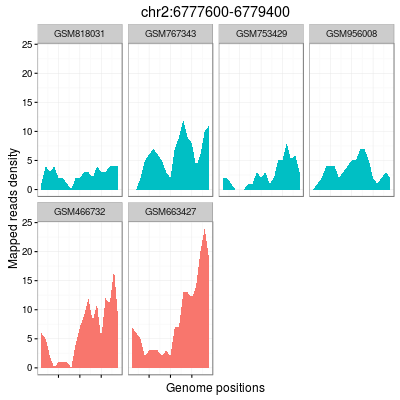 chr2:6777600-6779400
GSM818031 GSM767343 GSM753429 GSM956008
25
20
15
10
5
0
GSM466732 GSM663427
25
20
15
10
5
0
Mapped reads density
Genome positions